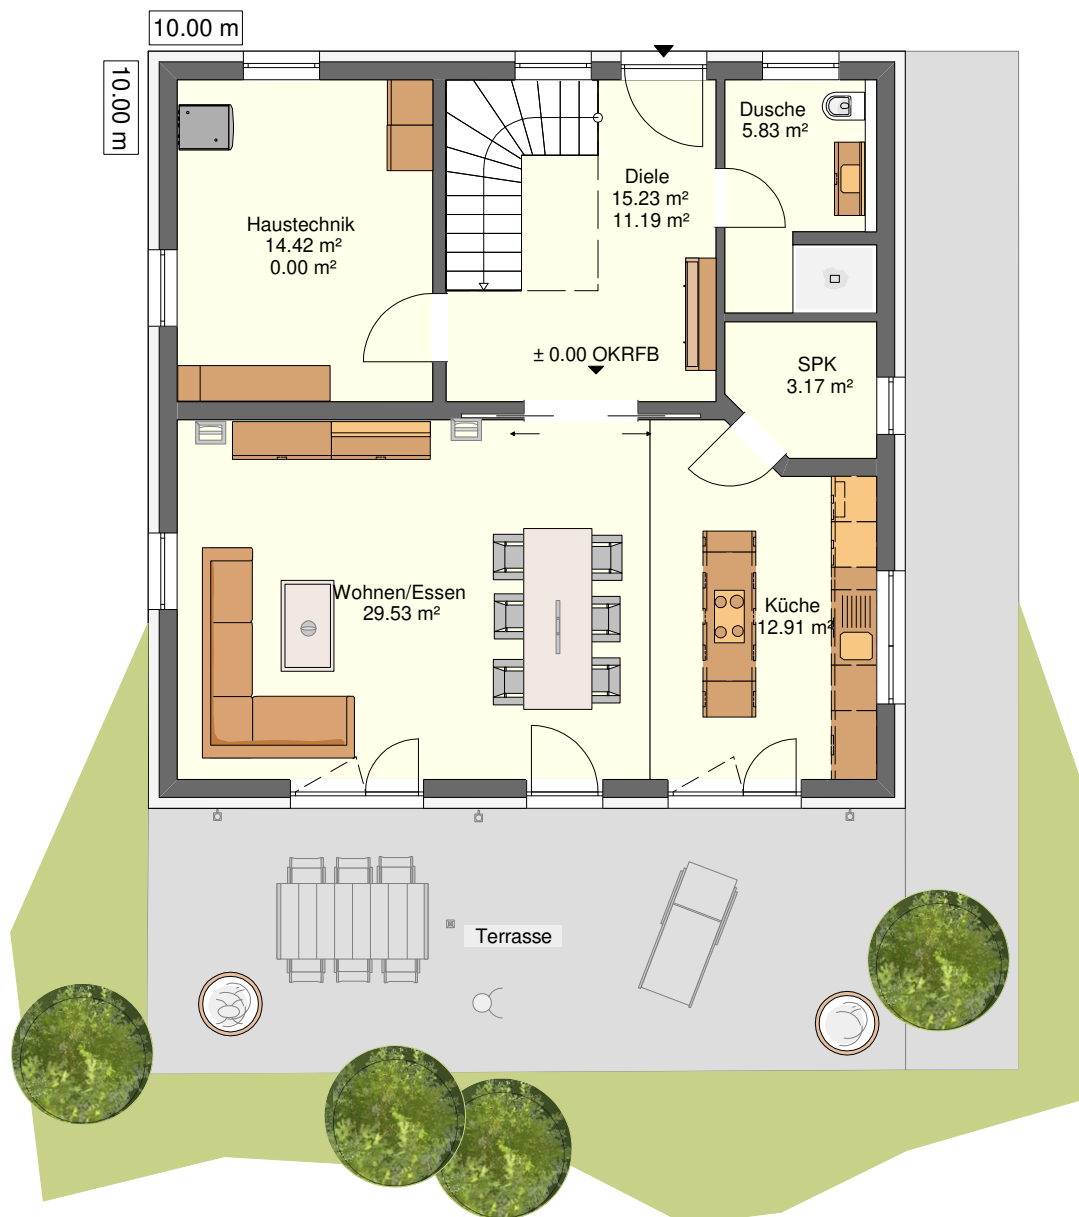 10.00 m
10.00 m
Dusche
5.83 m²
Diele
15.23 m²
11.19 m²
Haustechnik
14.42 m²
0.00 m²
± 0.00 OKRFB
SPK
3.17 m²
Wohnen/Essen
29.53 m²
Küche
12.91 m²
Terrasse